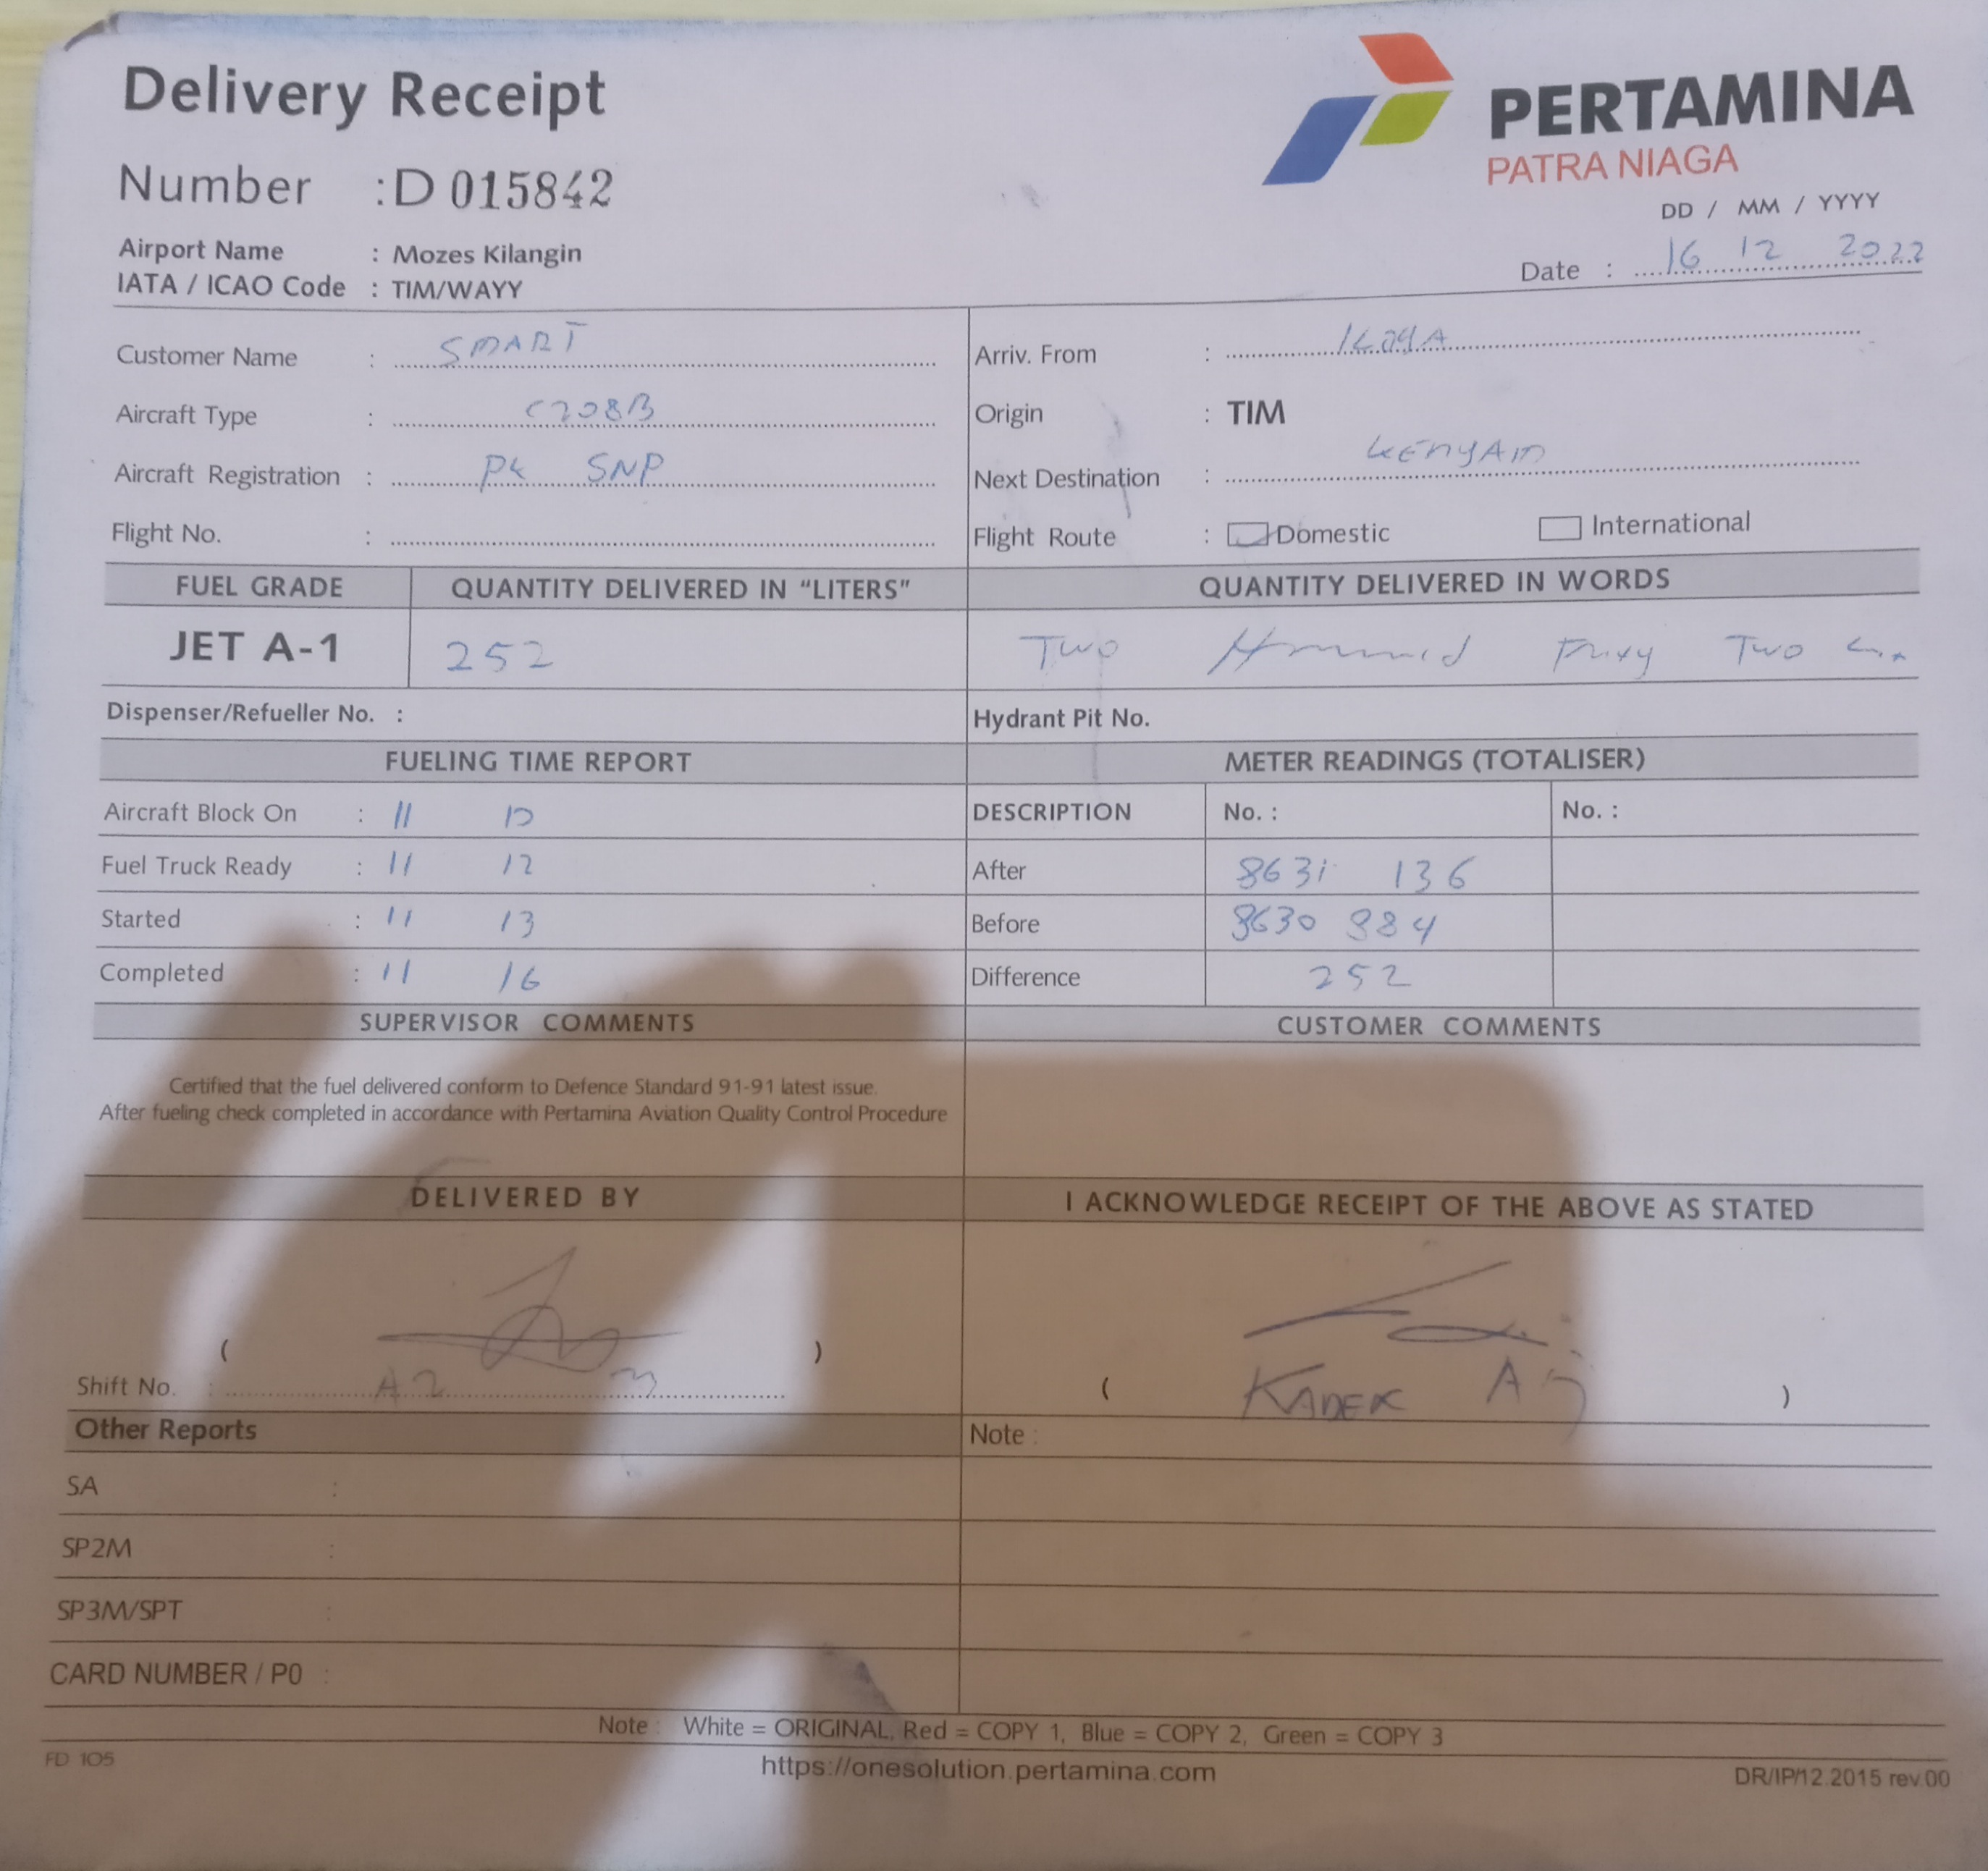 Delivery Receipt
PERTAMINA
PATRA NIAGA
Number : D 015842
DD / MM / YYYY
Airport Name : Mozes Kilangin
Date : 16 12 2022
IATA / ICAO Code : TIM/WAYY
Customer Name : SMART
Arriv. From :
Aircraft Type : C208B
Origin : TIM
Aircraft Registration : PK SNP
Next Destination : KENYAM
Flight No. :
Flight Route : Domestic International
FUEL GRADE QUANTITY DELIVERED IN “LITERS” QUANTITY DELIVERED IN WORDS
JET A-1 252 Two Hundred Two
Dispenser/Refueller No. : Hydrant Pit No.
FUELING TIME REPORT METER READINGS (TOTALISER)
Aircraft Block On : 11 10 DESCRIPTION No. : No. :
Fuel Truck Ready : 11 12 After 8631 136
Started : 11 13 Before 8630 884
Completed : 11 16 Difference 252
SUPERVISOR COMMENTS CUSTOMER COMMENTS
Certified that the fuel delivered conform to Defence Standard 91-91 latest issue.
After fueling check completed in accordance with Pertamina Aviation Quality Control Procedure
DELIVERED BY I ACKNOWLEDGE RECEIPT OF THE ABOVE AS STATED
( )
Shift No. : A2
( KADEK )
Other Reports Note :
SA :
SP2M :
SP3M/SPT :
CARD NUMBER / PO :
Note : White = ORIGINAL, Red = COPY 1, Blue = COPY 2, Green = COPY 3
FD 105
https://onesolution.pertamina.com
DR/IP/12.2015 rev.00